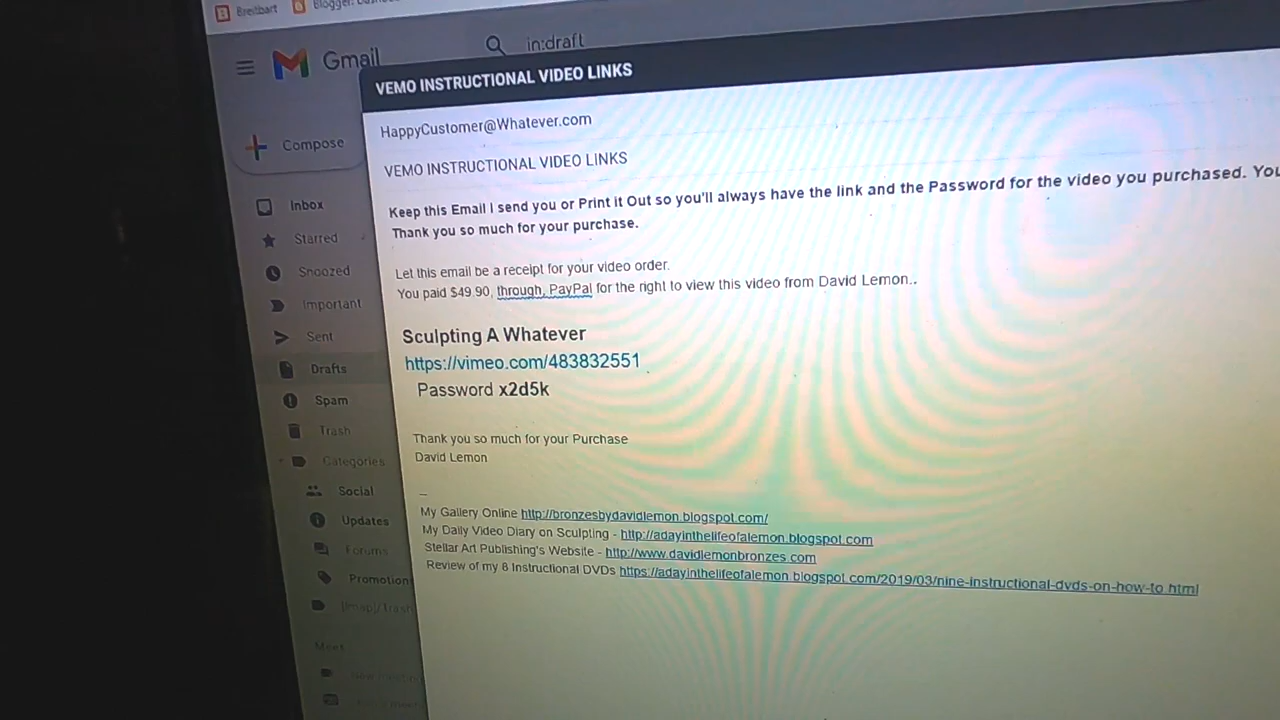 Breitbart Blogger:
Gmail
in:draft
VEMO INSTRUCTIONAL VIDEO LINKS
HappyCustomer@Whatever.com
Compose
VEMO INSTRUCTIONAL VIDEO LINKS
Inbox
Keep this Email I send you or Print it Out so you'll always have the link and the Password for the video you purchased. You
Thank you so much for your purchase.
Starred
Snoozed
Let this email be a receipt for your video order.
You paid $49.90, through, PayPal for the right to view this video from David Lemon..
Important
Sent
Sculpting A Whatever
https://vimeo.com/483832551
Drafts
Password x2d5k
Spam
Trash
Thank you so much for your Purchase
David Lemon
Categories
Social
--
My Gallery Online http://bronzesbydavidlemon.blogspot.com/
Updates
My Daily Video Diary on Sculpting - http://adayinthelifeofalemon.blogspot.com
Forums
Stellar Art Publishing's Website - http://www.davidlemonbronzes.com
Promotion
Review of my 8 Instructional DVDs https://adayinthelifeofalemon.blogspot.com/2019/03/nine-instructional-dvds-on-how-to.html
[Imap]/Trash
Meet